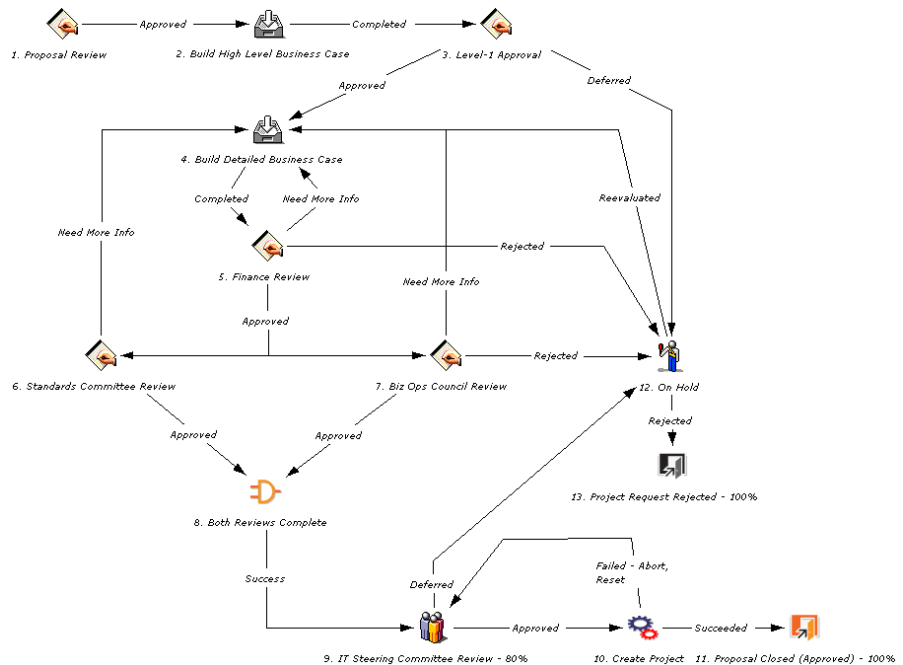 Approved
Completed
1. Proposal Review
2. Build High Level Business Case
3. Level-1 Approval
Deferred
Approved
4. Build Detailed Business Case
Completed
Need More Info
Reevaluated
Need More Info
Rejected
5. Finance Review
Need More Info
Approved
Rejected
6. Standards Committee Review
7. Biz Ops Council Review
12. On Hold
Rejected
Approved
Approved
13. Project Request Rejected - 100%
8. Both Reviews Complete
Failed - Abort,
Reset
Success
Deferred
Approved
Succeeded
9. IT Steering Committee Review - 80%
10. Create Project
11. Proposal Closed (Approved) - 100%